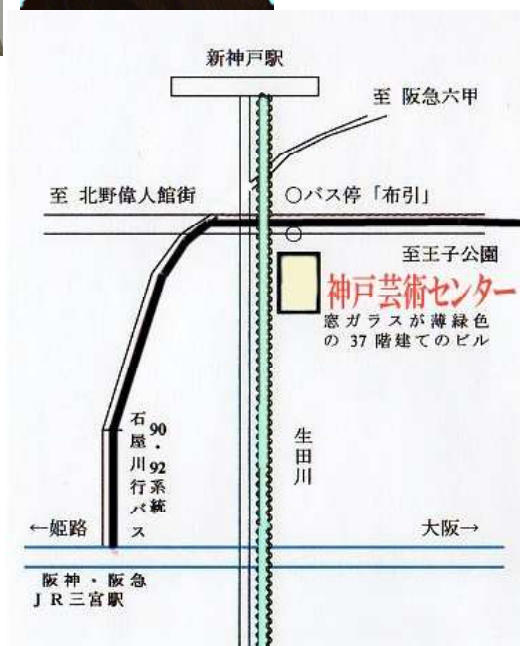 新神戸駅
至 阪急六甲
至 北野偉人館街
○バス停「布引」
至王子公園
神戸芸術センター
窓ガラスが薄緑色
の 37 階建てのビル
90・92系統
石屋川行バス
生田川
←姫路
大阪→
阪神・阪急
JR三宮駅